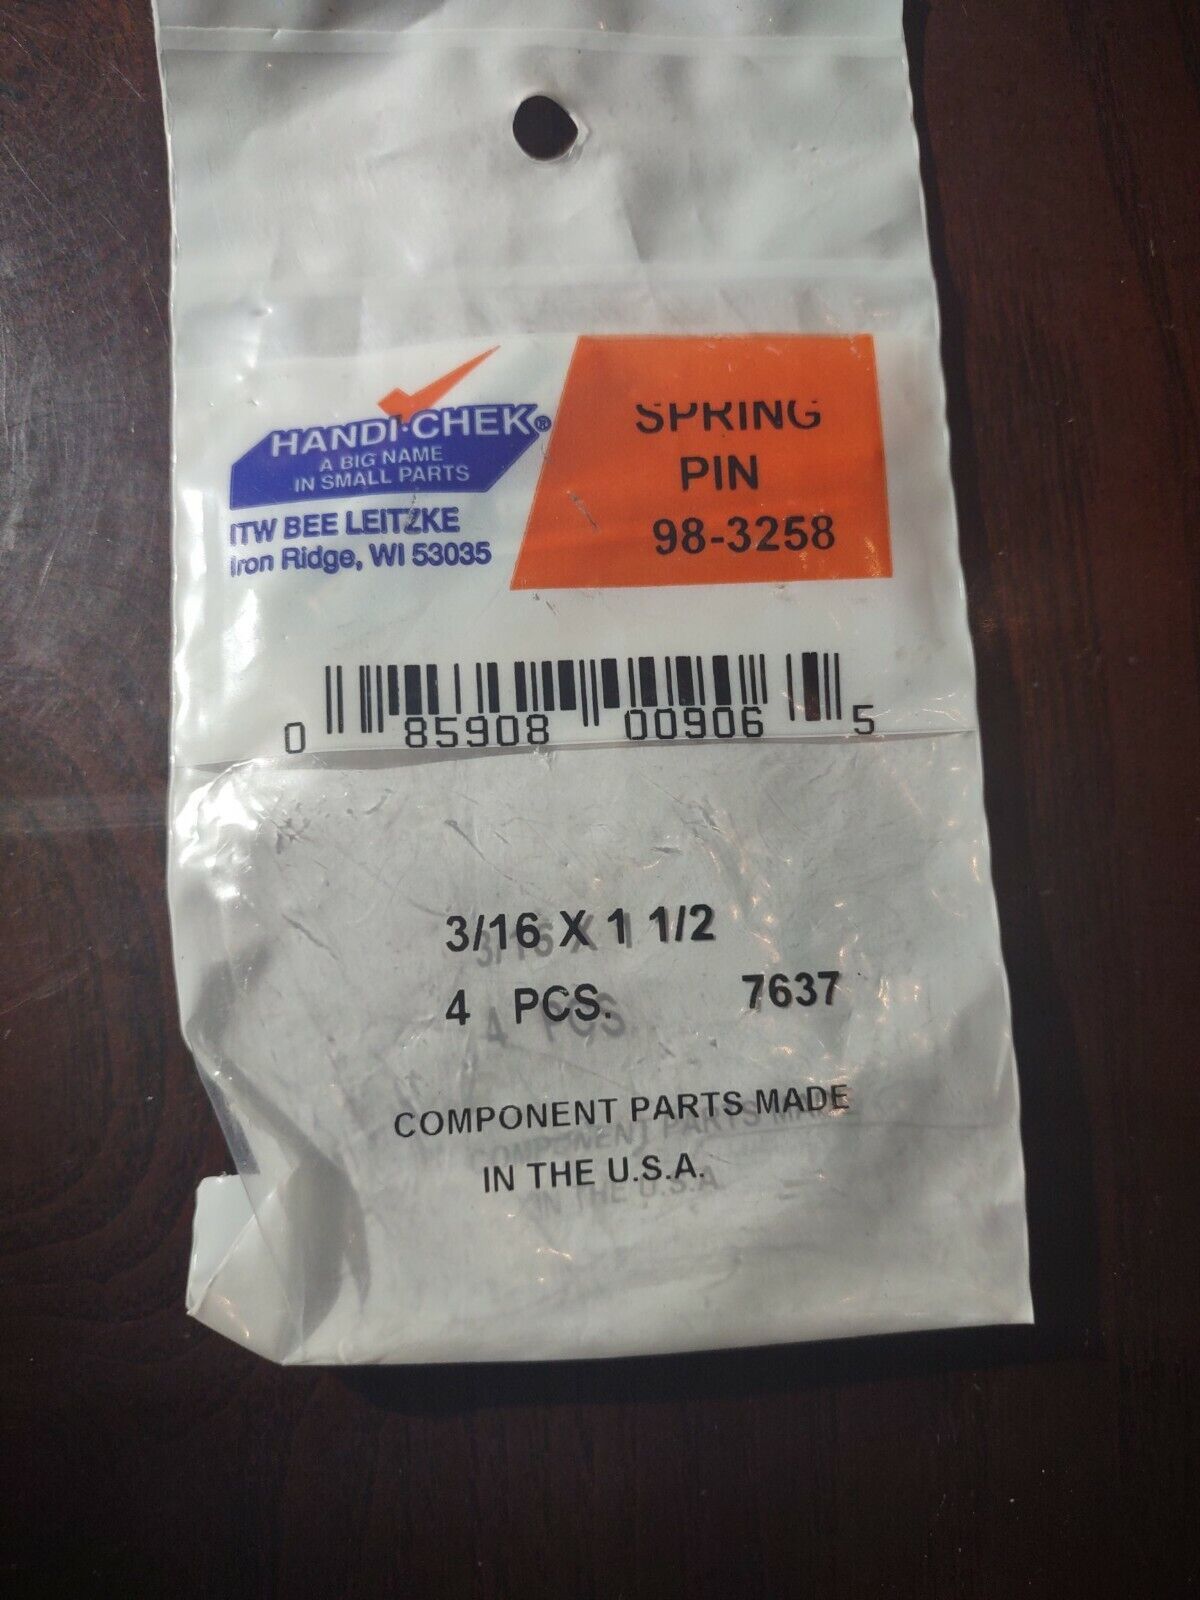 HANDI·CHEK®
A BIG NAME
IN SMALL PARTS
ITW BEE LEITZKE
Iron Ridge, WI 53035
SPRING
PIN
98-3258
0 85908 00906 5
3/16 X 1 1/2
4 PCS. 7637
COMPONENT PARTS MADE
IN THE U.S.A.